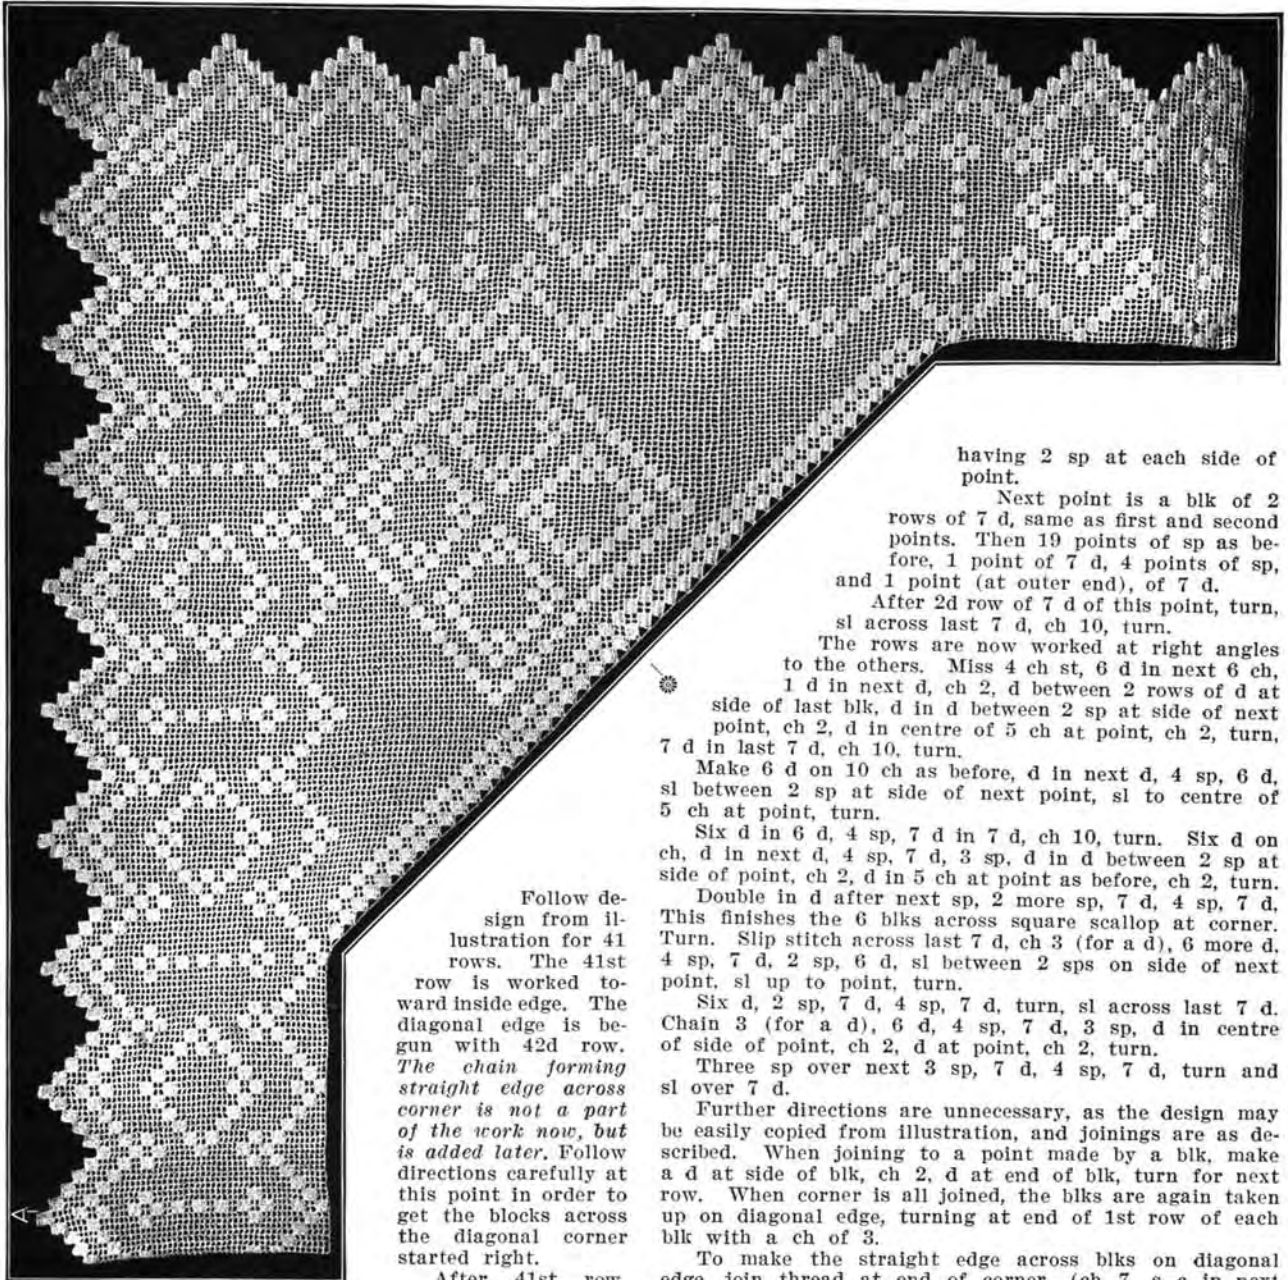 A
Follow de-
sign from il-
lustration for 41
rows. The 41st
row is worked to-
ward inside edge. The
diagonal edge is be-
gun with 42d row.
The chain forming
straight edge across
corner is not a part
of the work now, but
is added later. Follow
directions carefully at
this point in order to
get the blocks across
the diagonal corner
started right.
After 41st row,
having 2 sp at each side of
point.
Next point is a blk of 2
rows of 7 d, same as first and second
points. Then 19 points of sp as be-
fore, 1 point of 7 d, 4 points of sp,
and 1 point (at outer end), of 7 d.
After 2d row of 7 d of this point, turn,
sl across last 7 d, ch 10, turn.
The rows are now worked at right angles
to the others. Miss 4 ch st, 6 d in next 6 ch,
1 d in next d, ch 2, d between 2 rows of d at
side of last blk, d in d between 2 sp at side of next
point, ch 2, d in centre of 5 ch at point, ch 2, turn,
7 d in last 7 d, ch 10, turn.
Make 6 d on 10 ch as before, d in next d, 4 sp, 6 d,
sl between 2 sp at side of next point, sl to centre of
5 ch at point, turn.
Six d in 6 d, 4 sp, 7 d in 7 d, ch 10, turn. Six d on
ch, d in next d, 4 sp, 7 d, 3 sp, d in d between 2 sp at
side of point, ch 2, d in 5 ch at point as before, ch 2, turn.
Double in d after next sp, 2 more sp, 7 d, 4 sp, 7 d.
This finishes the 6 blks across square scallop at corner.
Turn. Slip stitch across last 7 d, ch 3 (for a d), 6 more d.
4 sp, 7 d, 2 sp, 6 d, sl between 2 sps on side of next
point, sl up to point, turn.
Six d, 2 sp, 7 d, 4 sp, 7 d, turn, sl across last 7 d.
Chain 3 (for a d), 6 d, 4 sp, 7 d, 3 sp, d in centre
of side of point, ch 2, d at point, ch 2, turn.
Three sp over next 3 sp, 7 d, 4 sp, 7 d, turn and
sl over 7 d.
Further directions are unnecessary, as the design may
be easily copied from illustration, and joinings are as de-
scribed. When joining to a point made by a blk, make
a d at side of blk, ch 2, d at end of blk, turn for next
row. When corner is all joined, the blks are again taken
up on diagonal edge, turning at end of 1st row of each
blk with a ch of 3.
To make the straight edge across blks on diagonal
edge, join thread at end of corner, (ch 7,